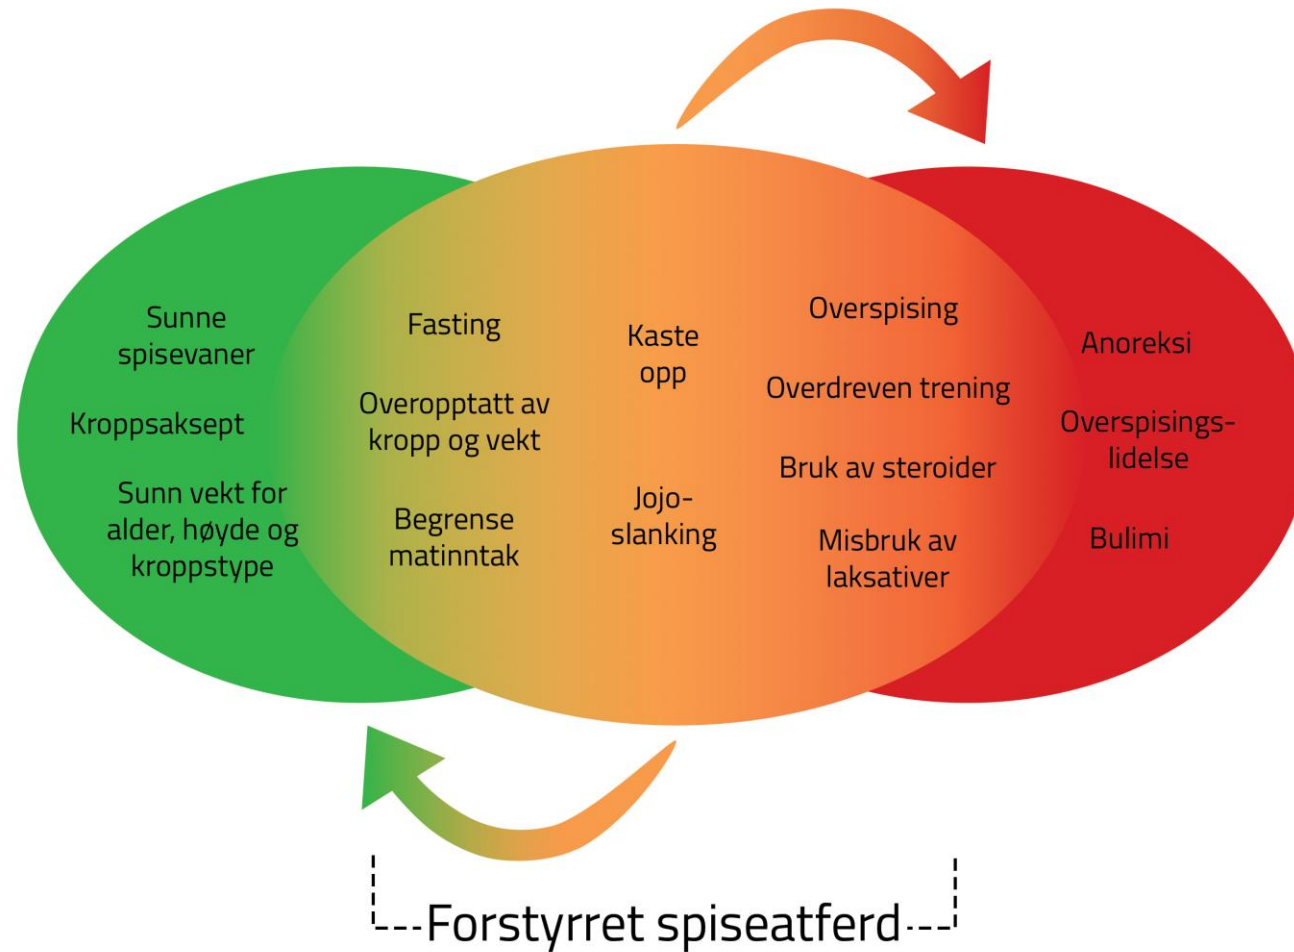 Sunne
spisevaner
Kroppsaksept
Sunn vekt for
alder, høyde og
kroppstype
Fasting
Overopptatt av
kropp og vekt
Begrense
matinntak
Kaste
opp
Jojo-
slanking
Overspising
Overdreven trening
Bruk av steroider
Misbruk av
laksativer
Anoreksi
Overspisings-
lidelse
Bulimi
Forstyrret spiseatferd